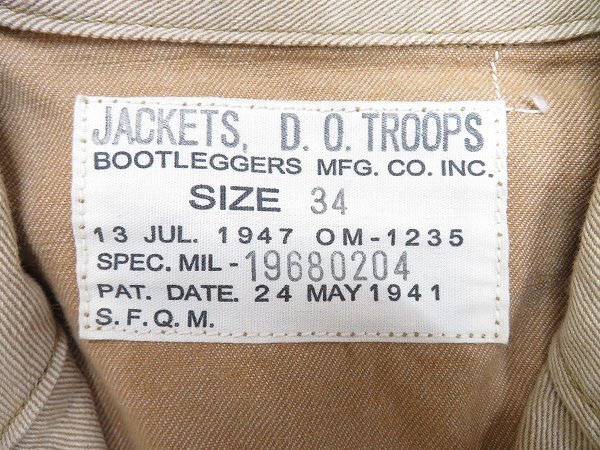 JACKETS, D. O. TROOPS
BOOTLEGGERS MFG. CO. INC.
SIZE 34
13 JUL. 1947 OM-1235
SPEC. MIL-19680204
PAT. DATE. 24 MAY 1941
S. F. Q. M.